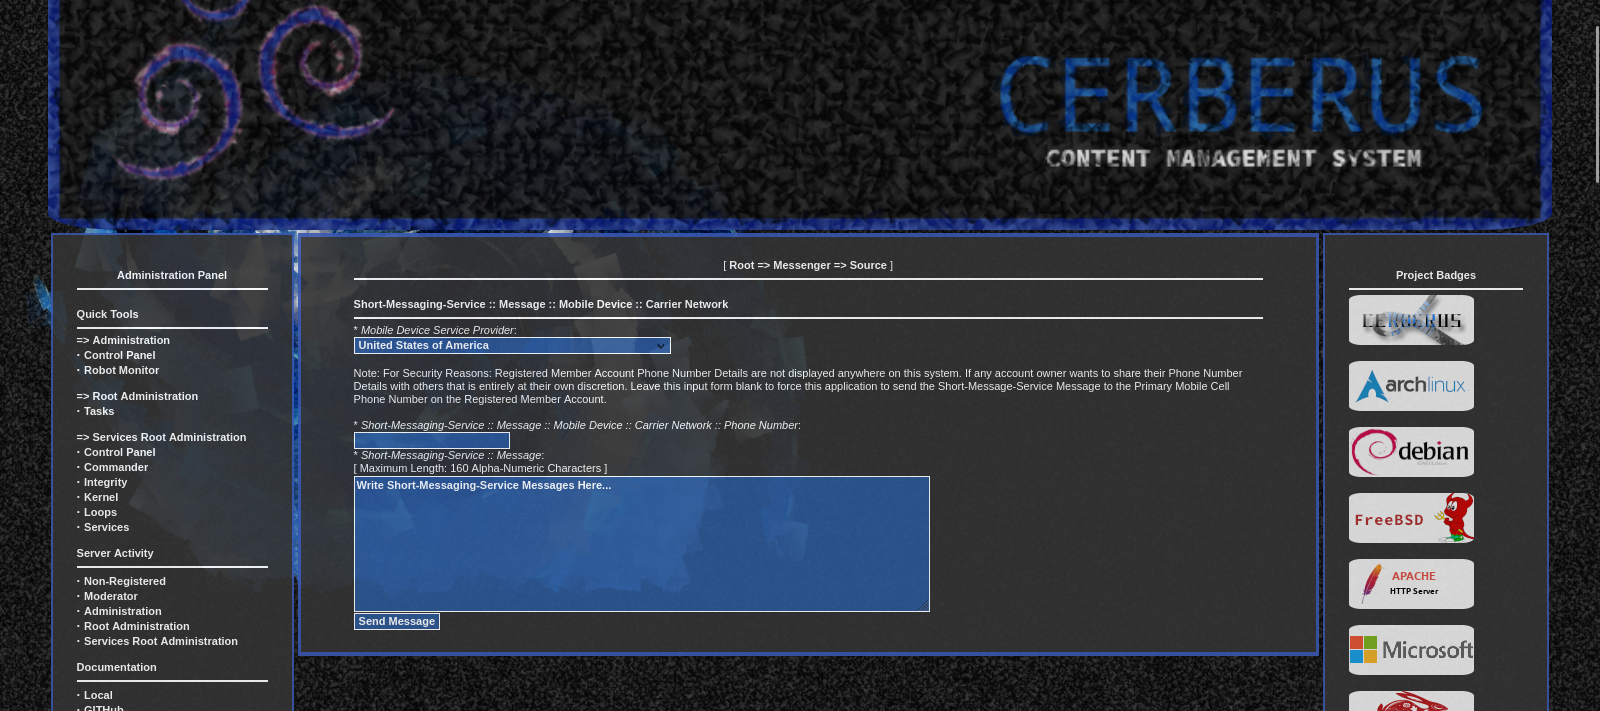 CERBERUS
CONTENT MANAGEMENT SYSTEM
Administration Panel
Quick Tools
=> Administration
· Control Panel
· Robot Monitor
=> Root Administration
· Tasks
=> Services Root Administration
· Control Panel
· Commander
· Integrity
· Kernel
· Loops
· Services
Server Activity
· Non-Registered
· Moderator
· Administration
· Root Administration
· Services Root Administration
Documentation
· Local
· GITHub
[ Root => Messenger => Source ]
Short-Messaging-Service :: Message :: Mobile Device :: Carrier Network
* Mobile Device Service Provider:
United States of America
Note: For Security Reasons: Registered Member Account Phone Number Details are not displayed anywhere on this system. If any account owner wants to share their Phone Number
Details with others that is entirely at their own discretion. Leave this input form blank to force this application to send the Short-Message-Service Message to the Primary Mobile Cell
Phone Number on the Registered Member Account.
* Short-Messaging-Service :: Message :: Mobile Device :: Carrier Network :: Phone Number:
* Short-Messaging-Service :: Message:
[ Maximum Length: 160 Alpha-Numeric Characters ]
Write Short-Messaging-Service Messages Here...
Send Message
Project Badges
CERBERUS
archlinux
debian
GNU/Linux
FreeBSD
APACHE
HTTP Server
Microsoft